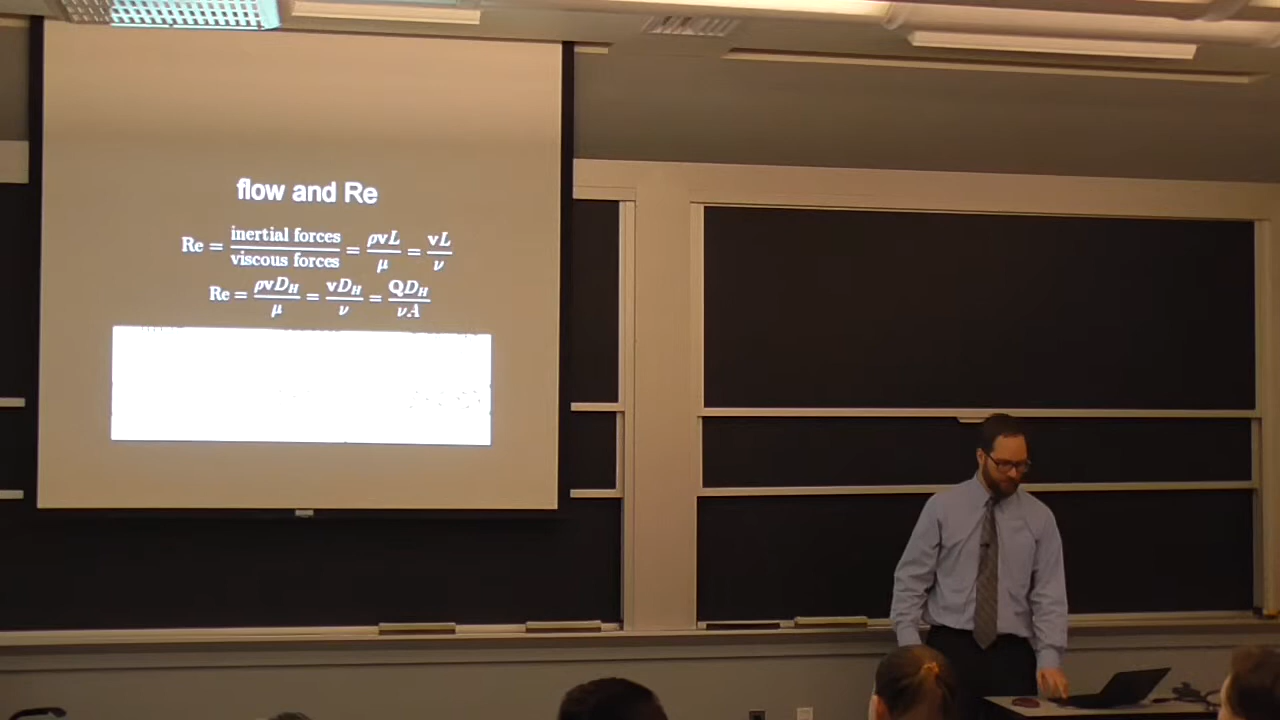 flow and Re
Re = inertial forces / viscous forces = ρvL / μ = vL / ν
Re = ρvD_H / μ = vD_H / ν = QD_H / νA